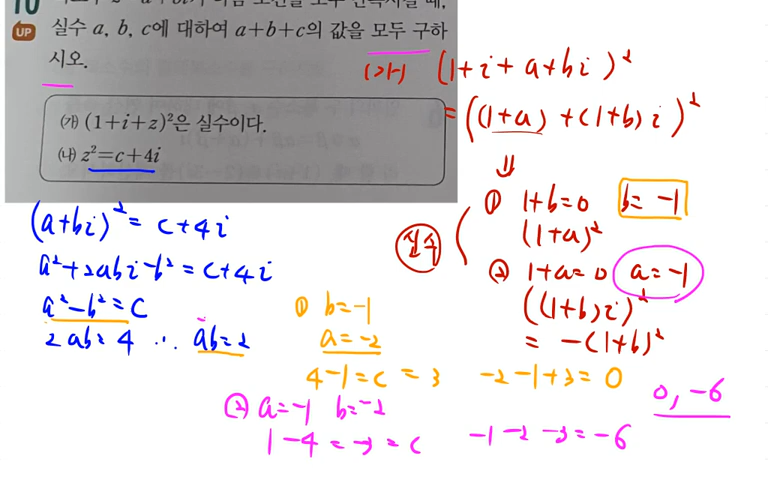 10
UP
실수 a, b, c에 대하여 a+b+c의 값을 모두 구하
시오.
(가) (1+i+z)²은 실수이다.
(나) z²=c+4i
(가) (1+i+a+bi)²
=((1+a)+(1+b)i)²
⇓
① 1+b=0 b=-1
(1+a)²
실수
② 1+a=0 a=-1
((1+b)i)²
= -(1+b)²
(a+bi)²= c+4i
a²+2abi-b²=c+4i
a²-b²=c
2ab=4 ∴ ab=2
① b=-1
a=-2
4-1=c=3 -2-1+3=0
② a=-1 b=-2
1-4=-3=c -1-2-3=-6
0, -6